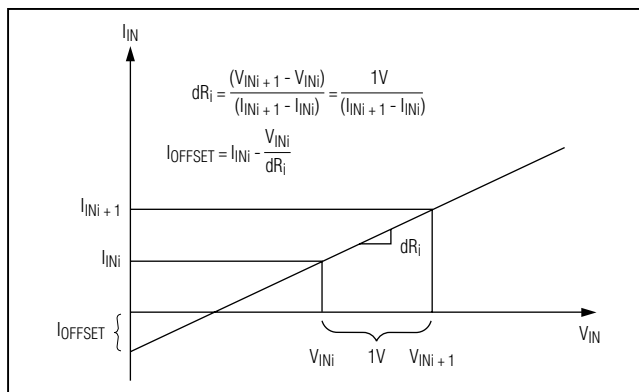 I_IN
dR_i = (V_INi + 1 - V_INi) / (I_INi + 1 - I_INi) = 1V / (I_INi + 1 - I_INi)
I_OFFSET = I_INi - V_INi / dR_i
I_INi + 1
I_INi
dR_i
I_OFFSET
V_IN
V_INi 1V V_INi + 1